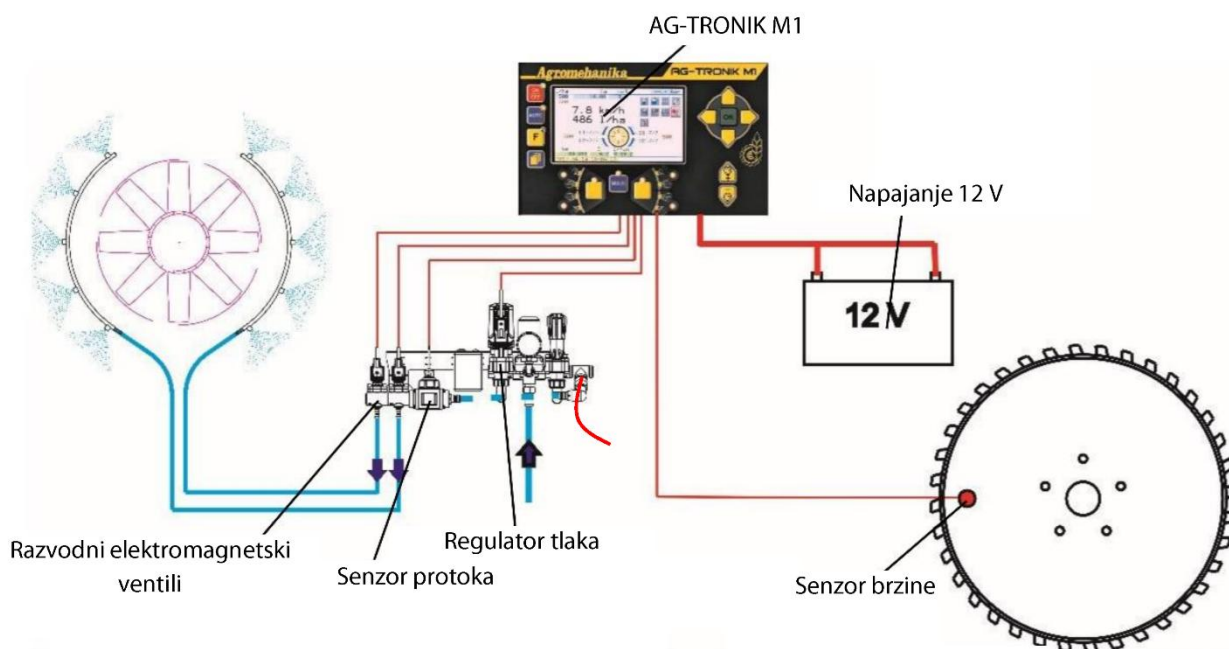 AG-TRONIK M1
Agromehanika
AG-TRONIK M1
7.8 km/h
486 l/ha
F
OK
Napajanje 12 V
12 V
Razvodni elektromagnetski
ventili
Senzor protoka
Regulator tlaka
Senzor brzine